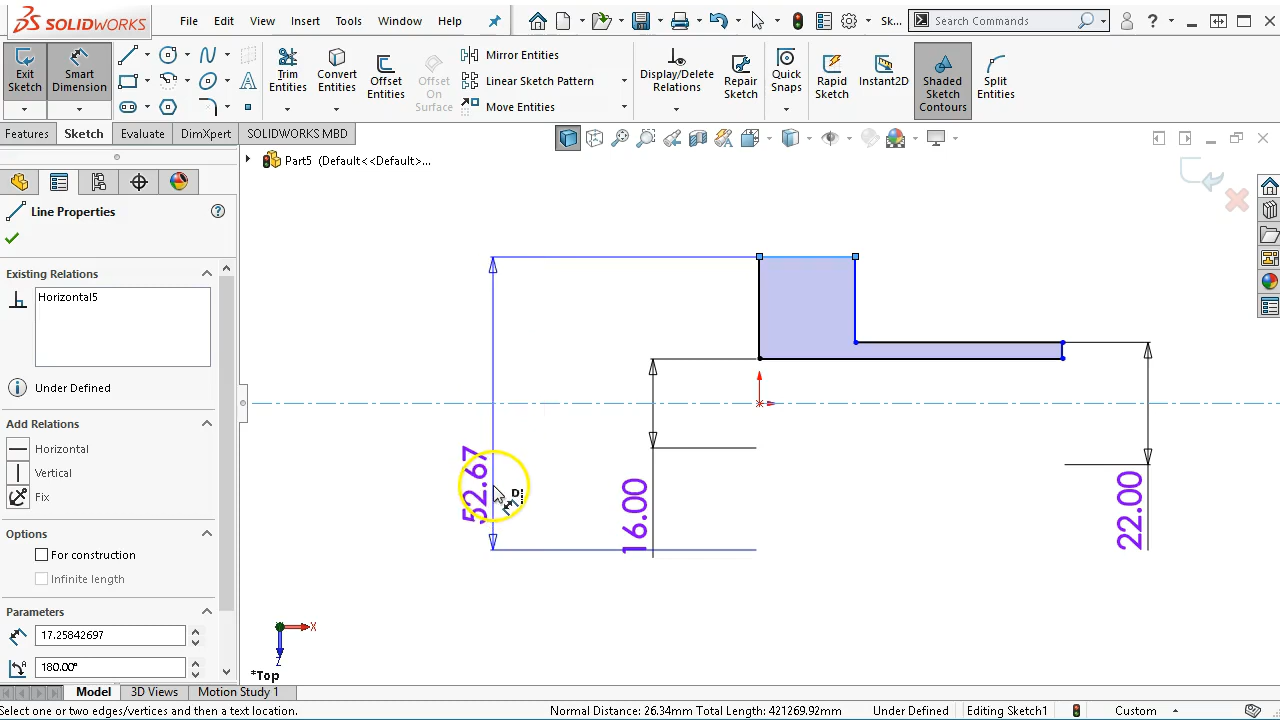 SOLIDWORKS
File
Edit
View
Insert
Tools
Window
Help
Sk...
Search Commands
?
Exit
Sketch
Smart
Dimension
Trim
Entities
Convert
Entities
Offset
Entities
Offset
On
Surface
Mirror Entities
Linear Sketch Pattern
Move Entities
Display/Delete
Relations
Repair
Sketch
Quick
Snaps
Rapid
Sketch
Instant2D
Shaded
Sketch
Contours
Split
Entities
Features
Sketch
Evaluate
DimXpert
SOLIDWORKS MBD
Part5 (Default<<Default>...
Line Properties
?
Existing Relations
Horizontal5
Under Defined
Add Relations
Horizontal
Vertical
Fix
Options
For construction
Infinite length
Parameters
17.25842697
180.00°
52.67
16.00
22.00
X
Z
*Top
Model
3D Views
Motion Study 1
Select one or two edges/vertices and then a text location.
Normal Distance: 26.34mm Total Length: 421269.92mm
Under Defined
Editing Sketch1
Custom